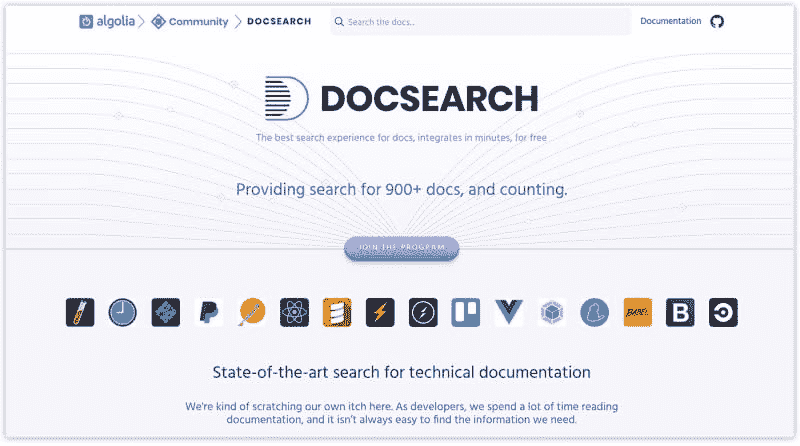 algolia Community DOCSEARCH Search the docs.. Documentation
DOCSEARCH
The best search experience for docs, integrates in minutes, for free
Providing search for 900+ docs, and counting.
JOIN THE PROGRAM
BABEL B
State-of-the-art search for technical documentation
We're kind of scratching our own itch here. As developers, we spend a lot of time reading
documentation, and it isn't always easy to find the information we need.